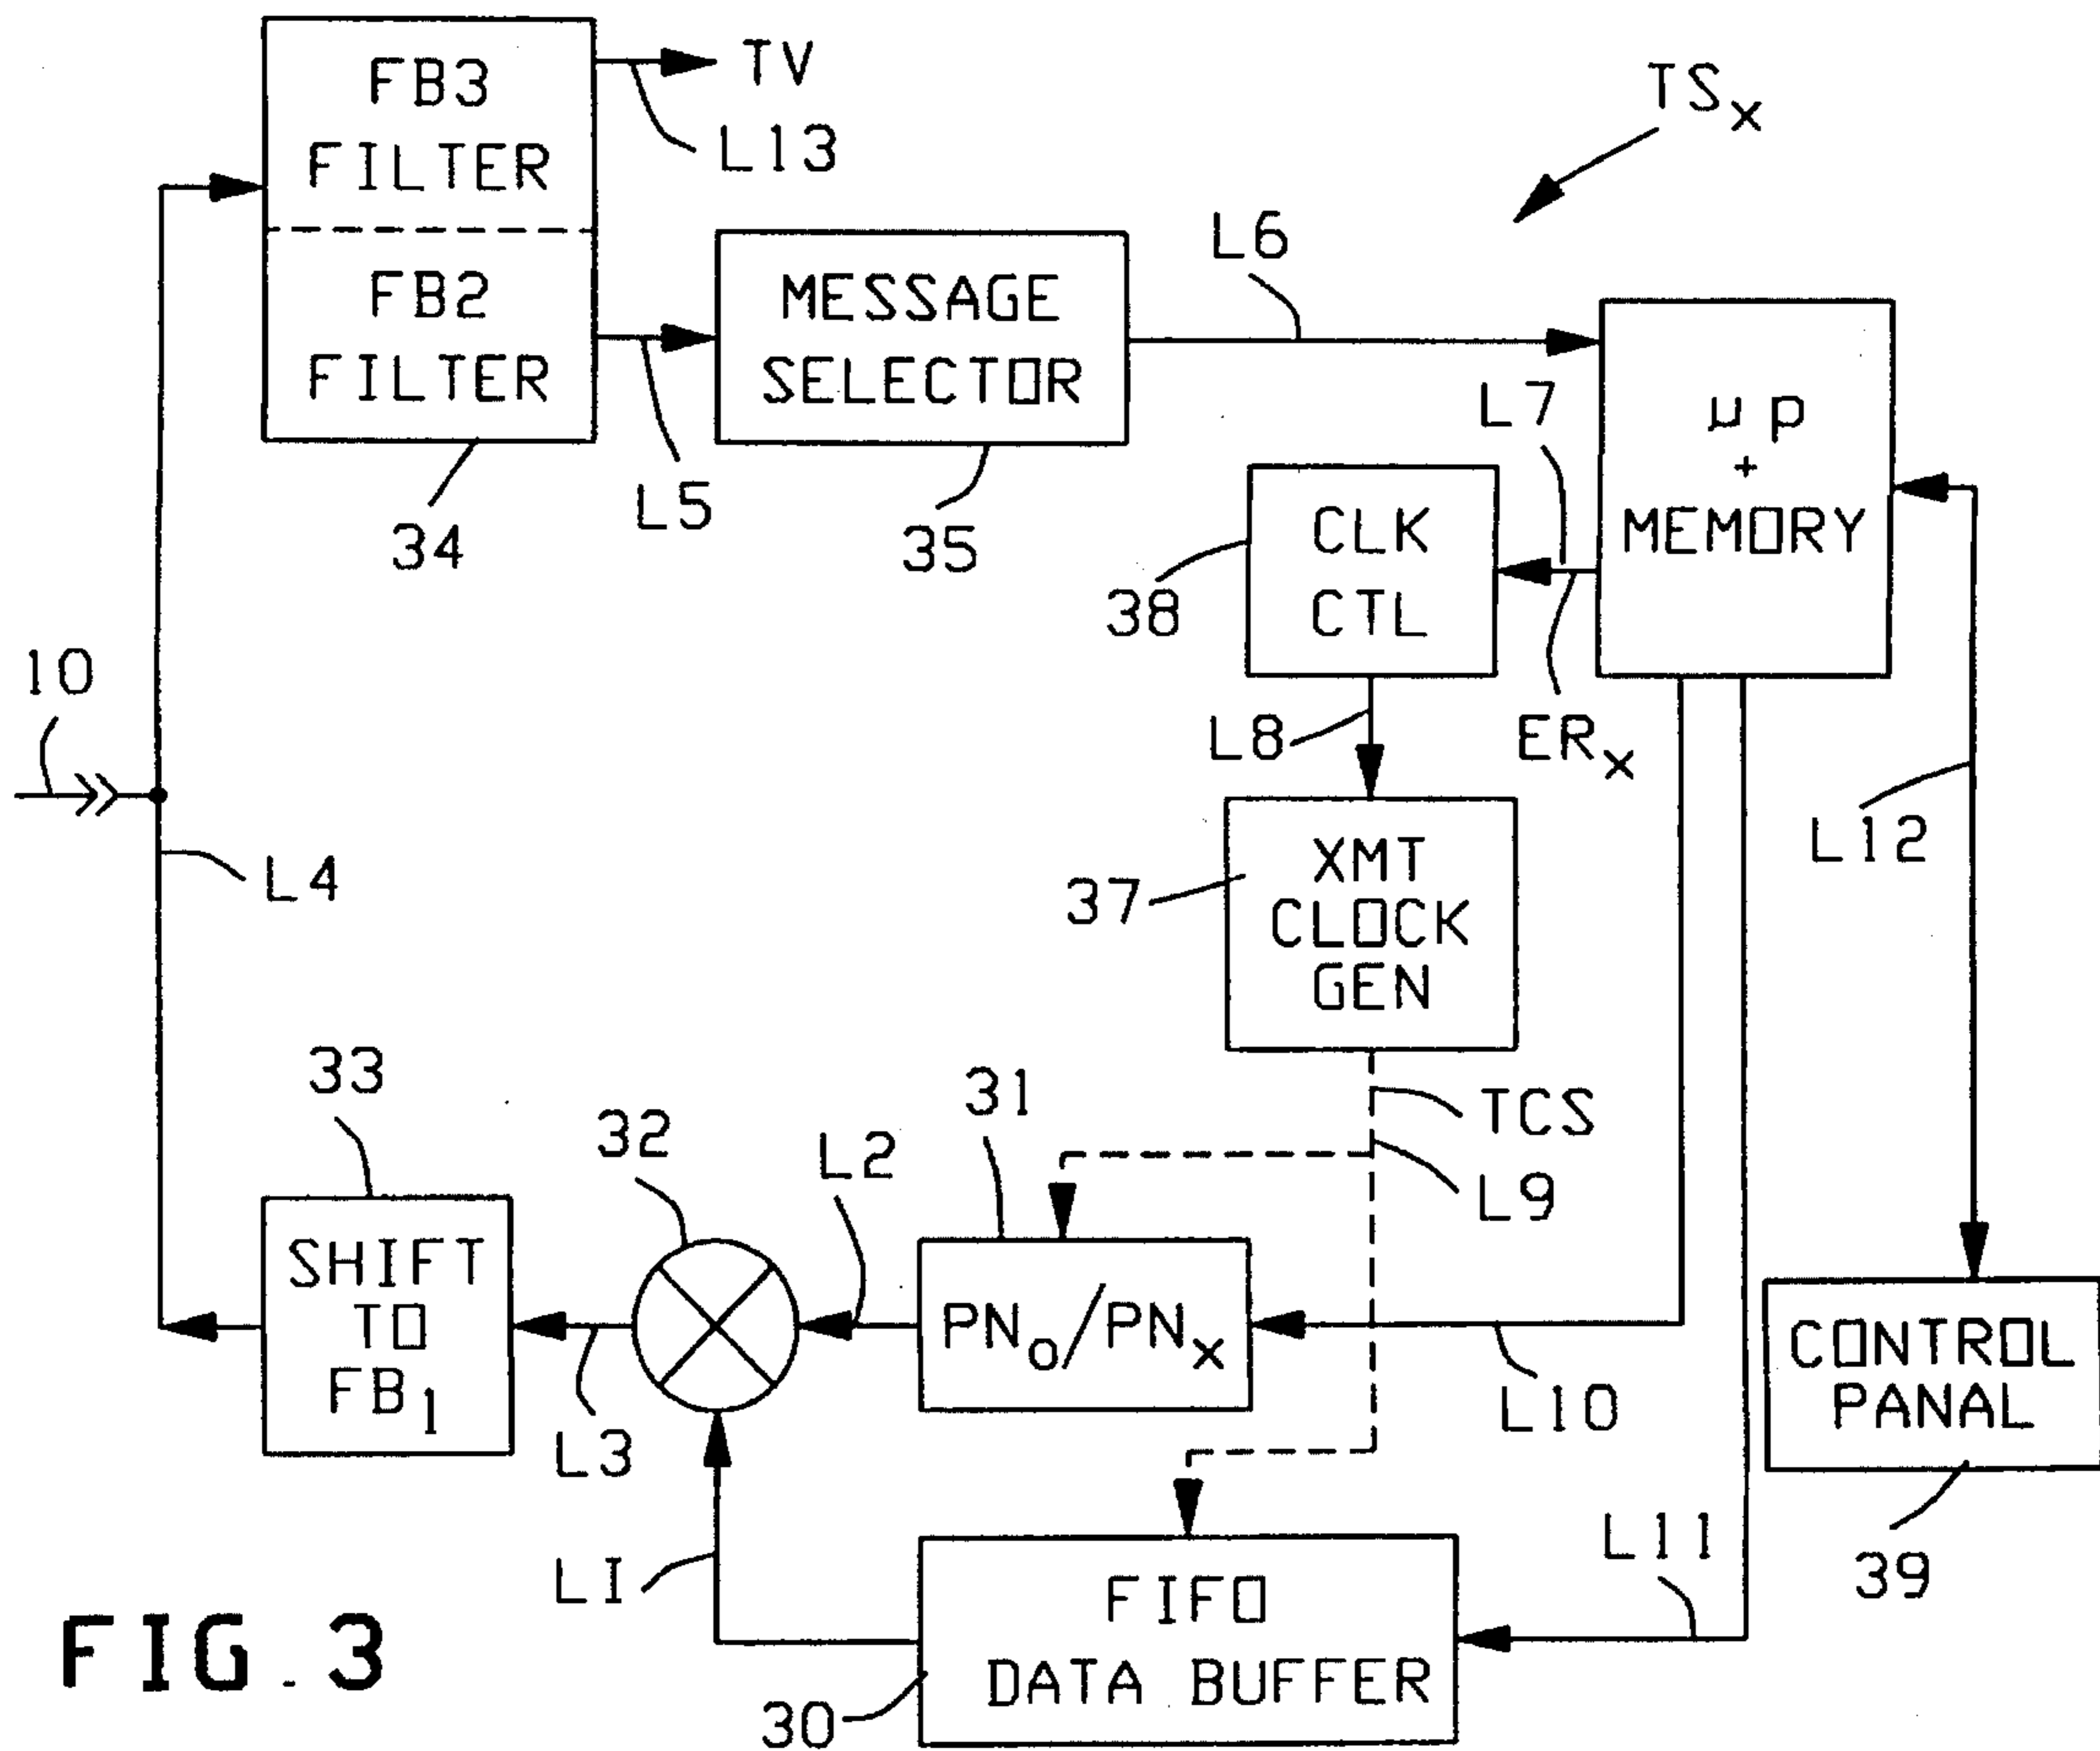 FB3
FILTER
TV
L13
TSx
FB2
FILTER
MESSAGE
SELECTOR
L6
L5
34
35
L7
µp
+
MEMORY
CLK
CTL
38
ERx
L8
10
L4
L12
XMT
CLOCK
GEN
37
TCS
L9
33
32
L2
31
SHIFT
TO
FB1
PNo/PNx
L3
L10
CONTROL
PANAL
39
LI
L11
FIFO
DATA BUFFER
30
FIG.3